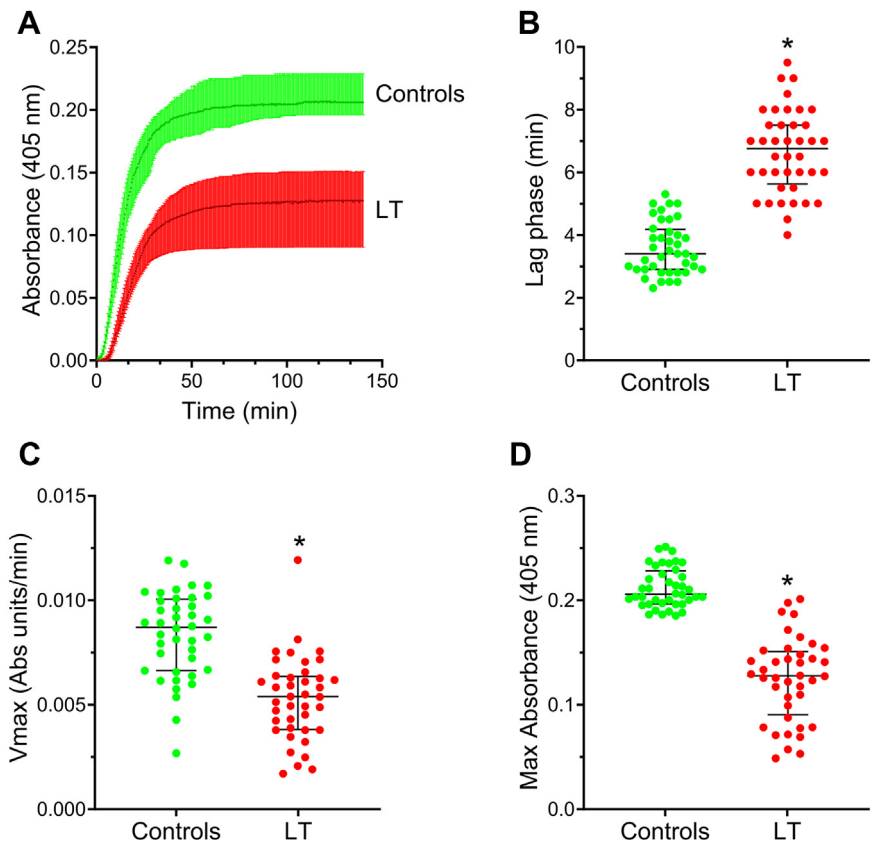 A
Absorbance (405 nm)
0.25
0.20
0.15
0.10
0.05
0.00
0
50
100
150
Time (min)
Controls
LT
B
Lag phase (min)
10
8
6
4
2
0
*
Controls
LT
C
Vmax (Abs units/min)
0.015
0.010
0.005
0.000
*
Controls
LT
D
Max Absorbance (405 nm)
0.3
0.2
0.1
0.0
*
Controls
LT